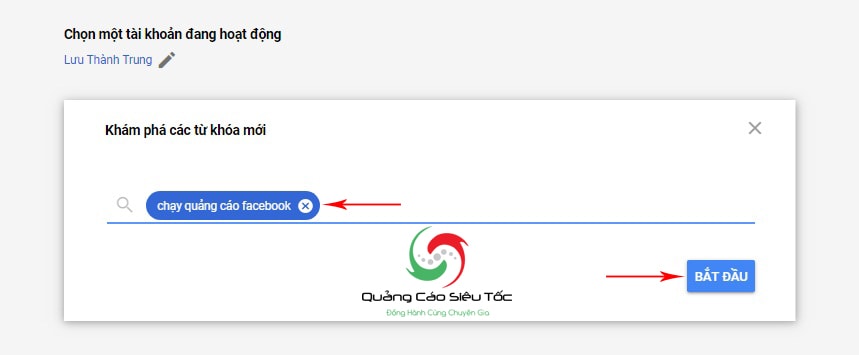 Chọn một tài khoản đang hoạt động
Lưu Thành Trung
Khám phá các từ khóa mới
chạy quảng cáo facebook
BẮT ĐẦU
Quảng Cáo Siêu Tốc
Đồng Hành Cùng Chuyên Gia